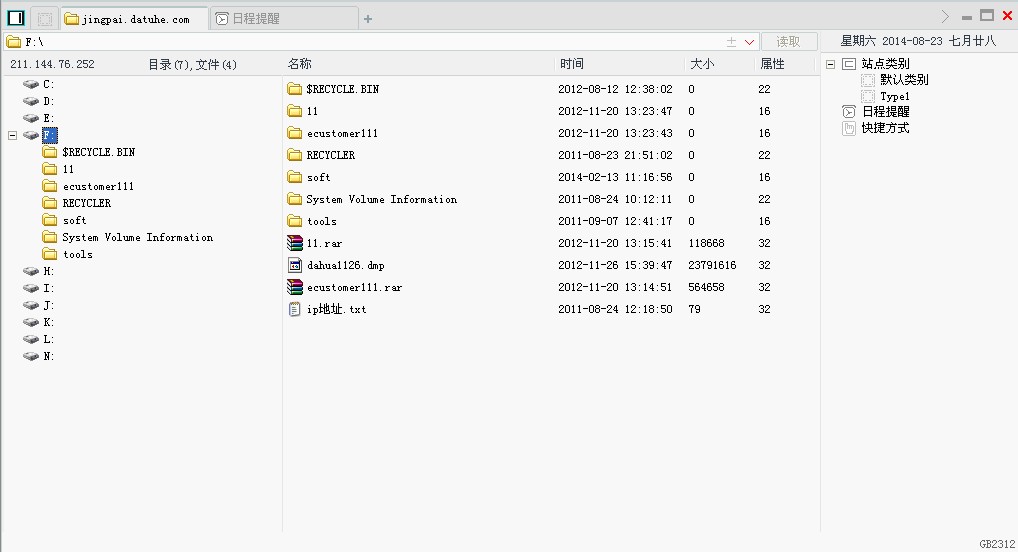 jingpai.datuhe.com 日程提醒
F:\ 读取 星期六 2014-08-23 七月廿八
211.144.76.252 目录(7),文件(4) 名称 时间 大小 属性
C:
D:
E:
F:
$RECYCLE.BIN
11
ecustomer111
RECYCLER
soft
System Volume Information
tools
H:
I:
J:
K:
L:
N:
$RECYCLE.BIN 2012-08-12 12:38:02 0 22
11 2012-11-20 13:23:47 0 16
ecustomer111 2012-11-20 13:23:43 0 16
RECYCLER 2011-08-23 21:51:02 0 22
soft 2014-02-13 11:16:56 0 16
System Volume Information 2011-08-24 10:12:11 0 22
tools 2011-09-07 12:41:17 0 16
11.rar 2012-11-20 13:15:41 118668 32
dahua1126.dmp 2012-11-26 15:39:47 23791616 32
ecustomer111.rar 2012-11-20 13:14:51 564658 32
ip地址.txt 2011-08-24 12:18:50 79 32
站点类别
默认类别
Type1
日程提醒
快捷方式
GB2312